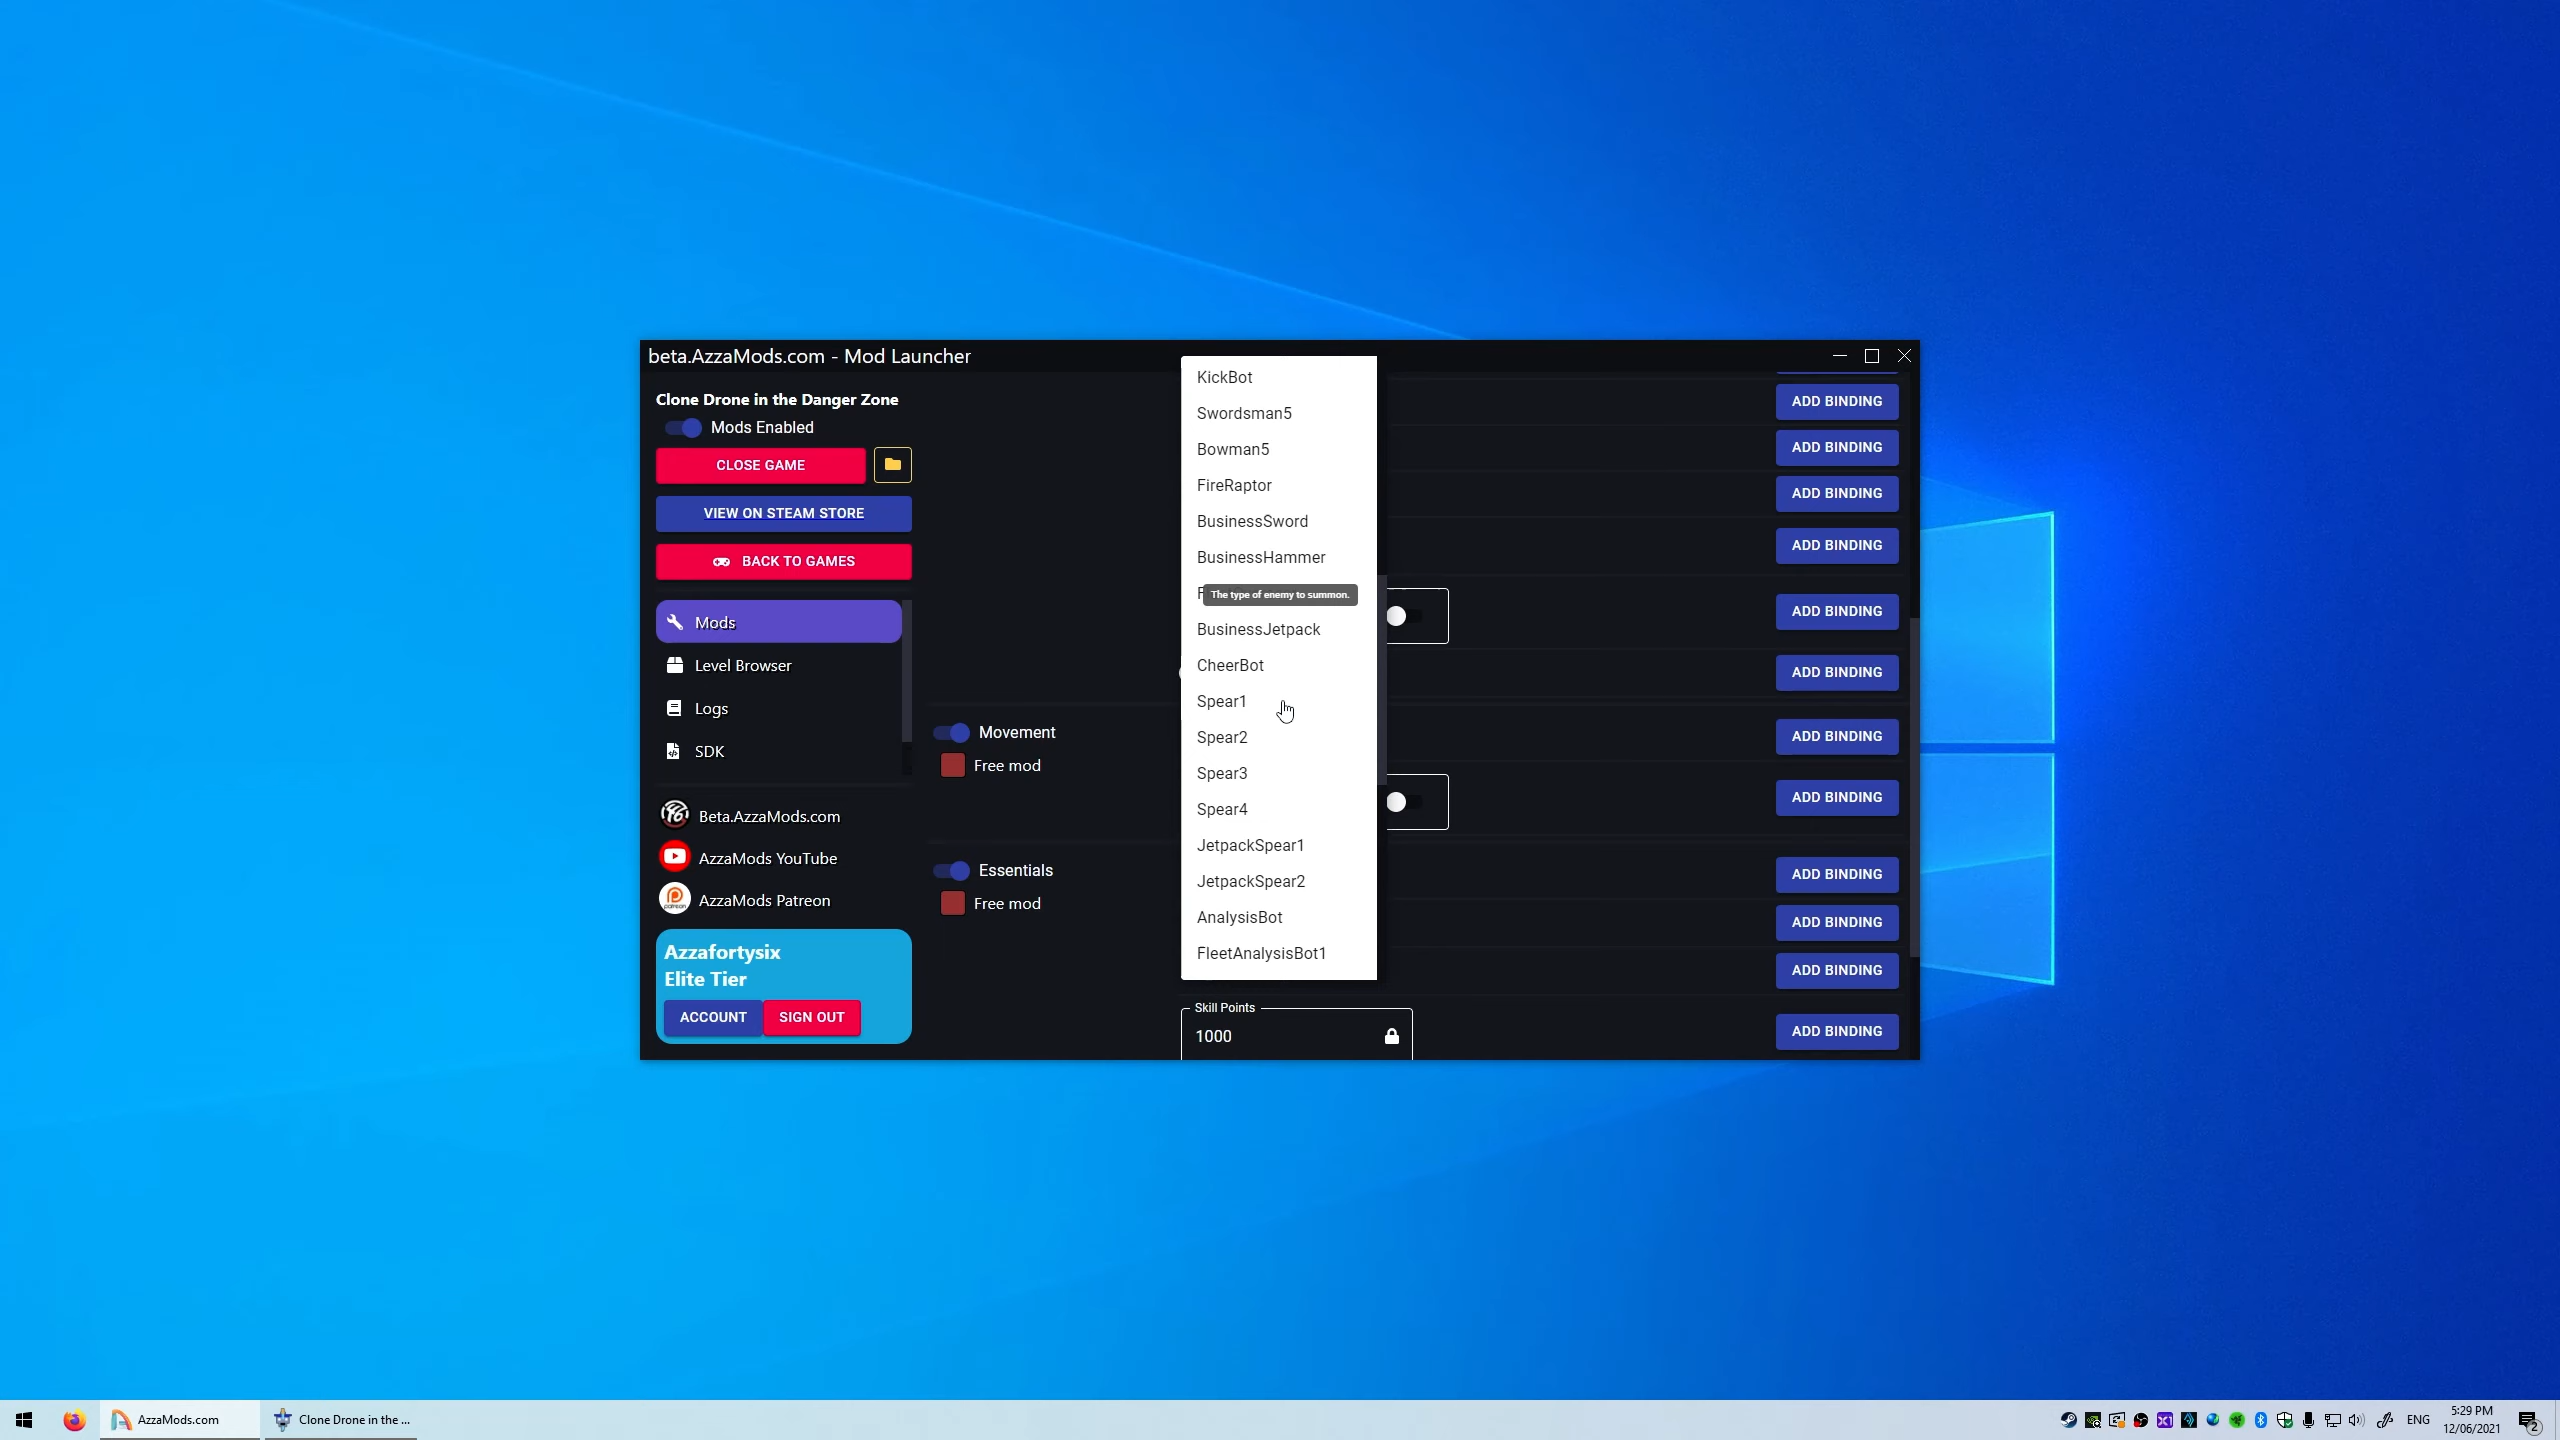 beta.AzzaMods.com - Mod Launcher
Clone Drone in the Danger Zone
Mods Enabled
CLOSE GAME
VIEW ON STEAM STORE
BACK TO GAMES
Mods
Level Browser
Logs
SDK
Beta.AzzaMods.com
AzzaMods YouTube
AzzaMods Patreon
Azzafortysix
Elite Tier
ACCOUNT
SIGN OUT
Movement
Free mod
Essentials
Free mod
KickBot
Swordsman5
Bowman5
FireRaptor
BusinessSword
BusinessHammer
The type of enemy to summon.
BusinessJetpack
CheerBot
Spear1
Spear2
Spear3
Spear4
JetpackSpear1
JetpackSpear2
AnalysisBot
FleetAnalysisBot1
Skill Points
1000
ADD BINDING
ADD BINDING
ADD BINDING
ADD BINDING
ADD BINDING
ADD BINDING
ADD BINDING
ADD BINDING
ADD BINDING
ADD BINDING
ADD BINDING
ADD BINDING
AzzaMods.com
Clone Drone in the ...
ENG
5:29 PM
12/06/2021
2